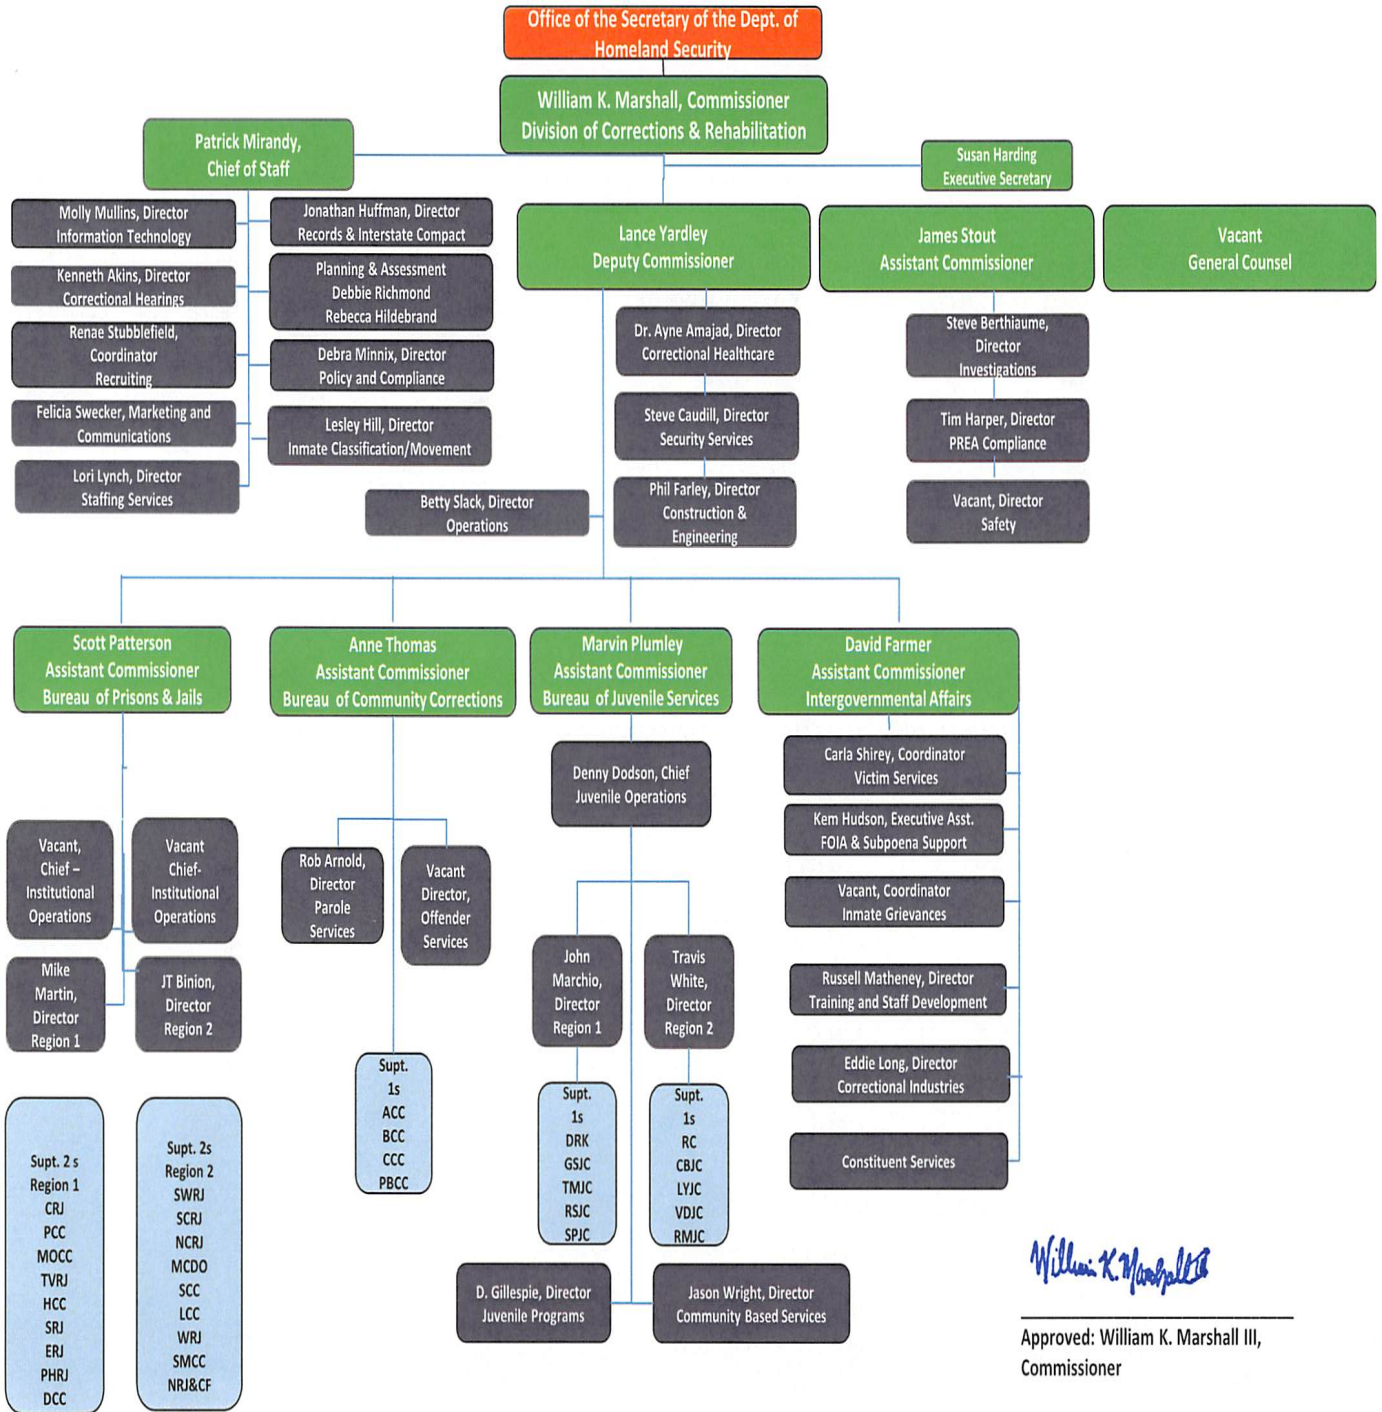 Office of the Secretary of the Dept. of
Homeland Security
William K. Marshall, Commissioner
Division of Corrections & Rehabilitation
Patrick Mirandy,
Chief of Staff
Susan Harding
Executive Secretary
Molly Mullins, Director
Information Technology
Jonathan Huffman, Director
Records & Interstate Compact
Kenneth Akins, Director
Correctional Hearings
Planning & Assessment
Debbie Richmond
Rebecca Hildebrand
Renae Stubblefield,
Coordinator
Recruiting
Debra Minnix, Director
Policy and Compliance
Felicia Swecker, Marketing and
Communications
Lesley Hill, Director
Inmate Classification/Movement
Lori Lynch, Director
Staffing Services
Lance Yardley
Deputy Commissioner
James Stout
Assistant Commissioner
Vacant
General Counsel
Dr. Ayne Amajad, Director
Correctional Healthcare
Steve Caudill, Director
Security Services
Phil Farley, Director
Construction &
Engineering
Betty Slack, Director
Operations
Steve Berthiaume,
Director
Investigations
Tim Harper, Director
PREA Compliance
Vacant, Director
Safety
Scott Patterson
Assistant Commissioner
Bureau of Prisons & Jails
Anne Thomas
Assistant Commissioner
Bureau of Community Corrections
Marvin Plumley
Assistant Commissioner
Bureau of Juvenile Services
David Farmer
Assistant Commissioner
Intergovernmental Affairs
Vacant,
Chief –
Institutional
Operations
Vacant
Chief-
Institutional
Operations
Mike
Martin,
Director
Region 1
JT Binion,
Director
Region 2
Supt. 2 s
Region 1
CRJ
PCC
MOCC
TVRJ
HCC
SRJ
ERJ
PHRJ
DCC
Supt. 2s
Region 2
SWRJ
SCRJ
NCRJ
MCDO
SCC
LCC
WRJ
SMCC
NRJ&CF
Rob Arnold,
Director
Parole
Services
Vacant
Director,
Offender
Services
Supt.
1s
ACC
BCC
CCC
PBCC
Denny Dodson, Chief
Juvenile Operations
John
Marchio,
Director
Region 1
Travis
White,
Director
Region 2
Supt.
1s
DRK
GSJC
TMJC
RSJC
SPJC
Supt.
1s
RC
CBJC
LYJC
VDJC
RMJC
D. Gillespie, Director
Juvenile Programs
Jason Wright, Director
Community Based Services
Carla Shirey, Coordinator
Victim Services
Kem Hudson, Executive Asst.
FOIA & Subpoena Support
Vacant, Coordinator
Inmate Grievances
Russell Matheney, Director
Training and Staff Development
Eddie Long, Director
Correctional Industries
Constituent Services
William K. Marshall III
Approved: William K. Marshall III,
Commissioner